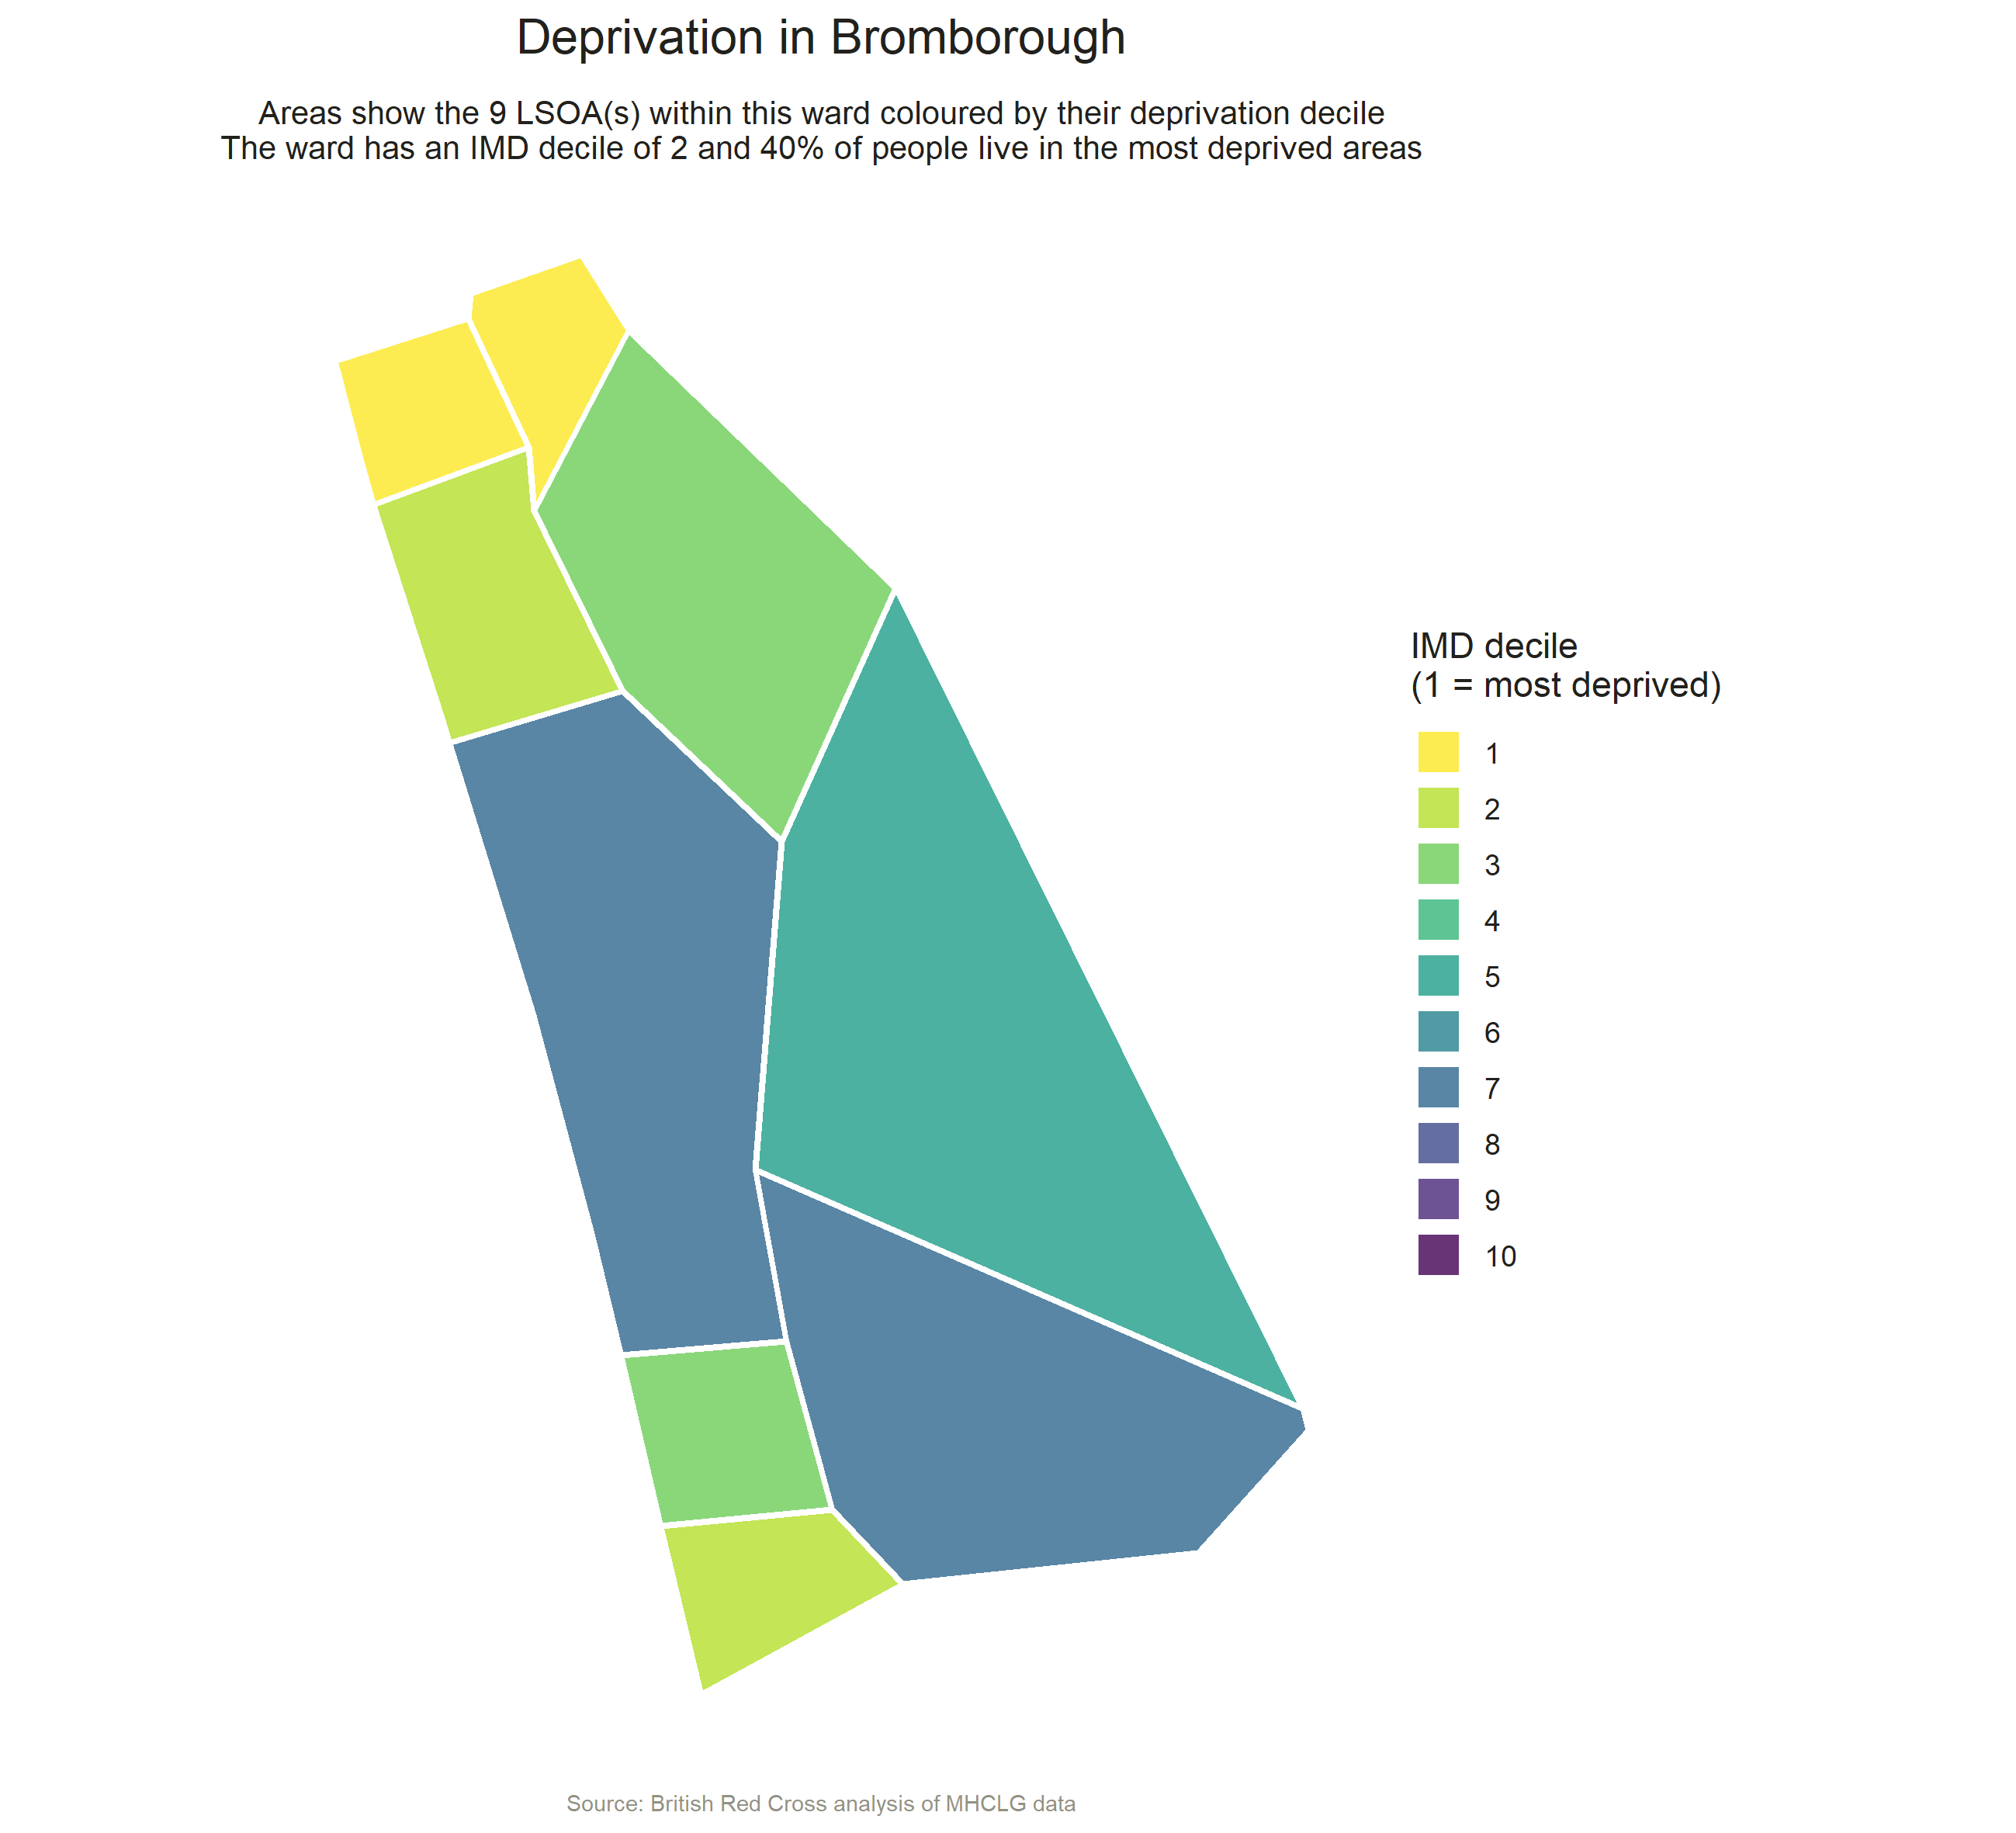 Deprivation in Bromborough
Areas show the 9 LSOA(s) within this ward coloured by their deprivation decile
The ward has an IMD decile of 2 and 40% of people live in the most deprived areas
IMD decile
(1 = most deprived)
1
2
3
4
5
6
7
8
9
10
Source: British Red Cross analysis of MHCLG data